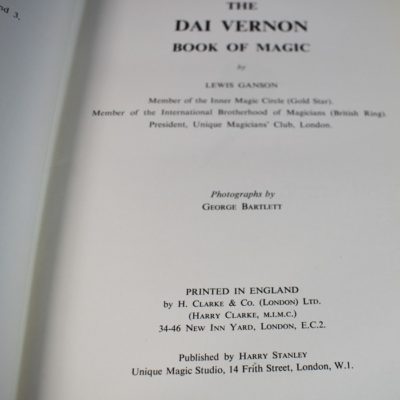 nd 3.
THE
DAI VERNON
BOOK OF MAGIC
by
LEWIS GANSON
Member of the Inner Magic Circle (Gold Star).
Member of the International Brotherhood of Magicians (British Ring).
President, Unique Magicians' Club, London.
Photographs by
GEORGE BARTLETT
PRINTED IN ENGLAND
by H. CLARKE & CO. (LONDON) LTD.
(HARRY CLARKE, M.I.M.C.)
34-46 NEW INN YARD, LONDON, E.C.2.
Published by HARRY STANLEY
Unique Magic Studio, 14 Frith Street, London, W.1.